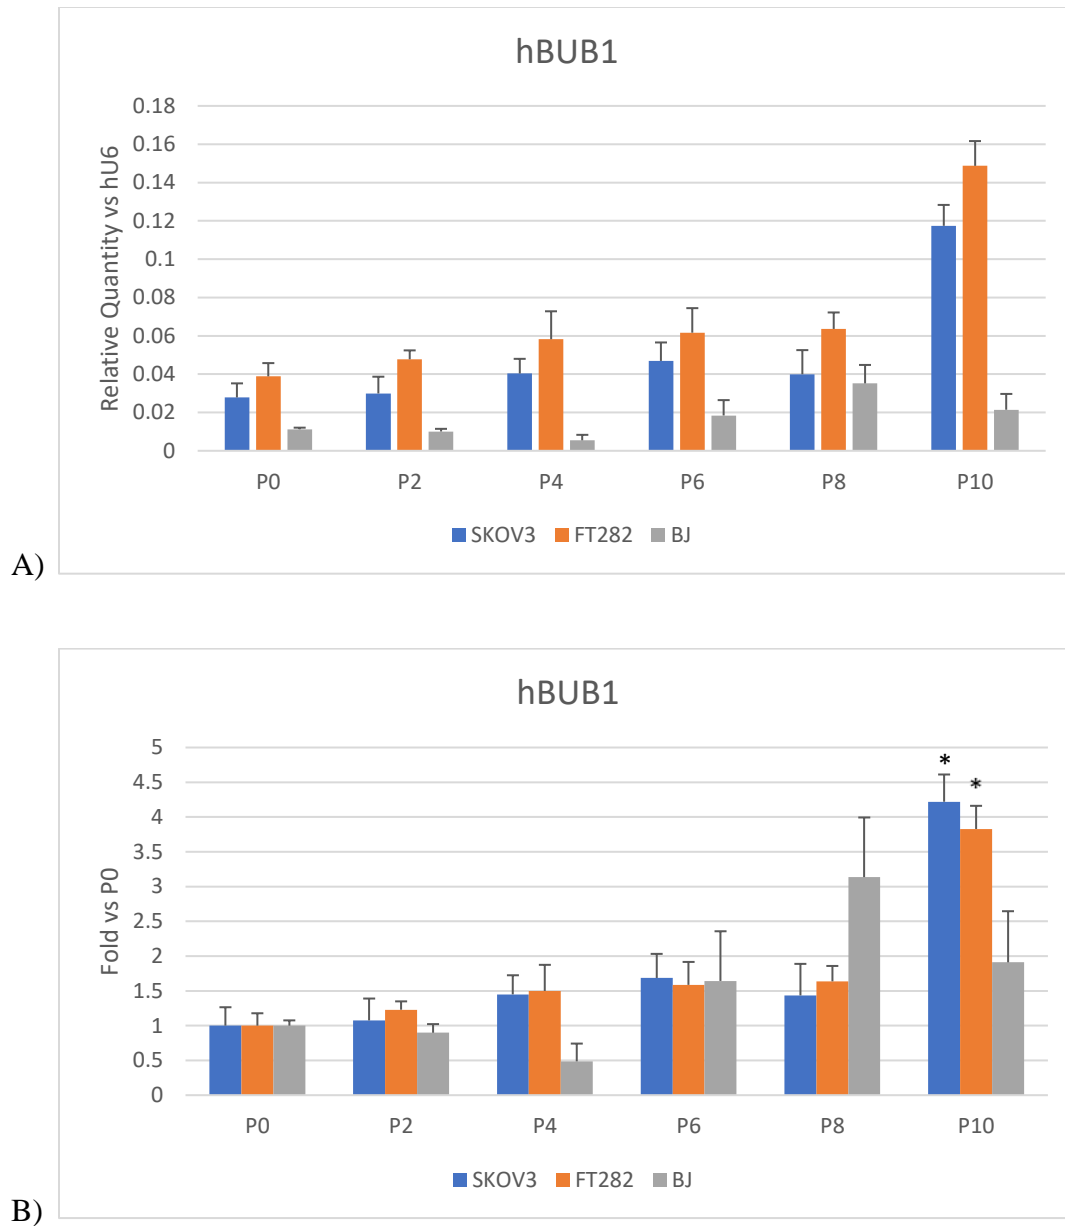 hBUB1
Relative Quantity vs hU6
0.18
0.16
0.14
0.12
0.1
0.08
0.06
0.04
0.02
0
P0 P2 P4 P6 P8 P10
SKOV3 FT282 BJ
A)
hBUB1
Fold vs P0
5
4.5
4
3.5
3
2.5
2
1.5
1
0.5
0
* *
P0 P2 P4 P6 P8 P10
SKOV3 FT282 BJ
B)